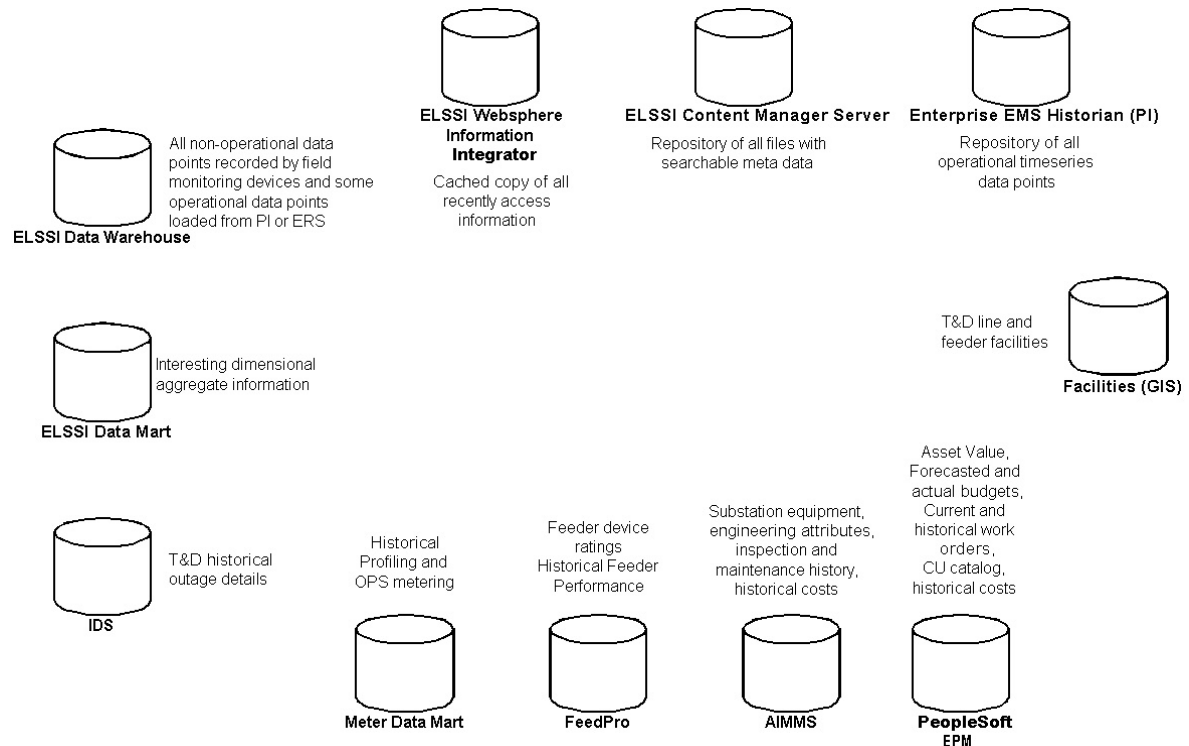 ELSSI Websphere
Information
Integrator
Cached copy of all
recently access
information
ELSSI Content Manager Server
Repository of all files with
searchable meta data
Enterprise EMS Historian (PI)
Repository of all
operational timeseries
data points
All non-operational data
points recorded by field
monitoring devices and some
operational data points
loaded from PI or ERS
ELSSI Data Warehouse
T&D line and
feeder facilities
Facilities (GIS)
Interesting dimensional
aggregate information
ELSSI Data Mart
T&D historical
outage details
IDS
Historical
Profiling and
OPS metering
Meter Data Mart
Feeder device
ratings
Historical Feeder
Performance
FeedPro
Substation equipment,
engineering attributes,
inspection and
maintenance history,
historical costs
AIMMS
Asset Value,
Forecasted and
actual budgets,
Current and
historical work
orders,
CU catalog,
historical costs
PeopleSoft
EPM